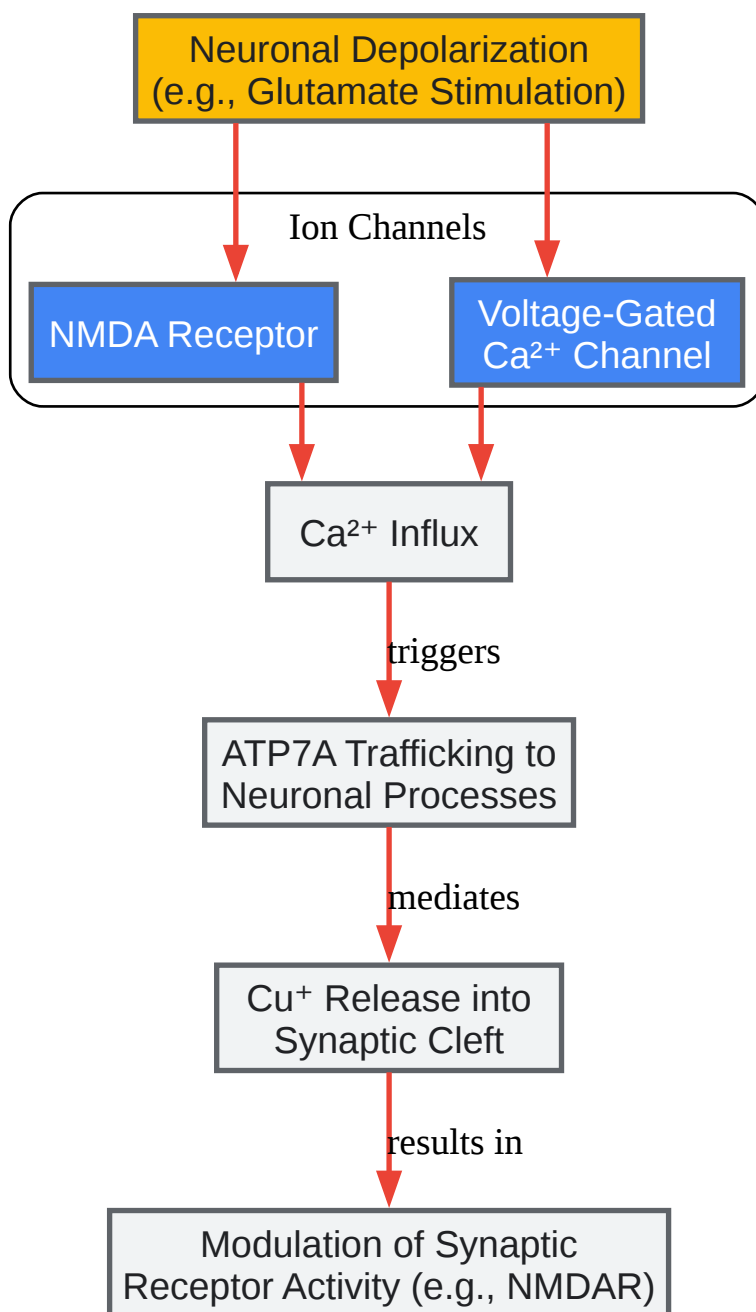 Neuronal Depolarization
(e.g., Glutamate Stimulation)
Ion Channels
NMDA Receptor
Voltage-Gated
Ca²⁺ Channel
Ca²⁺ Influx
triggers
ATP7A Trafficking to
Neuronal Processes
mediates
Cu⁺ Release into
Synaptic Cleft
results in
Modulation of Synaptic
Receptor Activity (e.g., NMDAR)